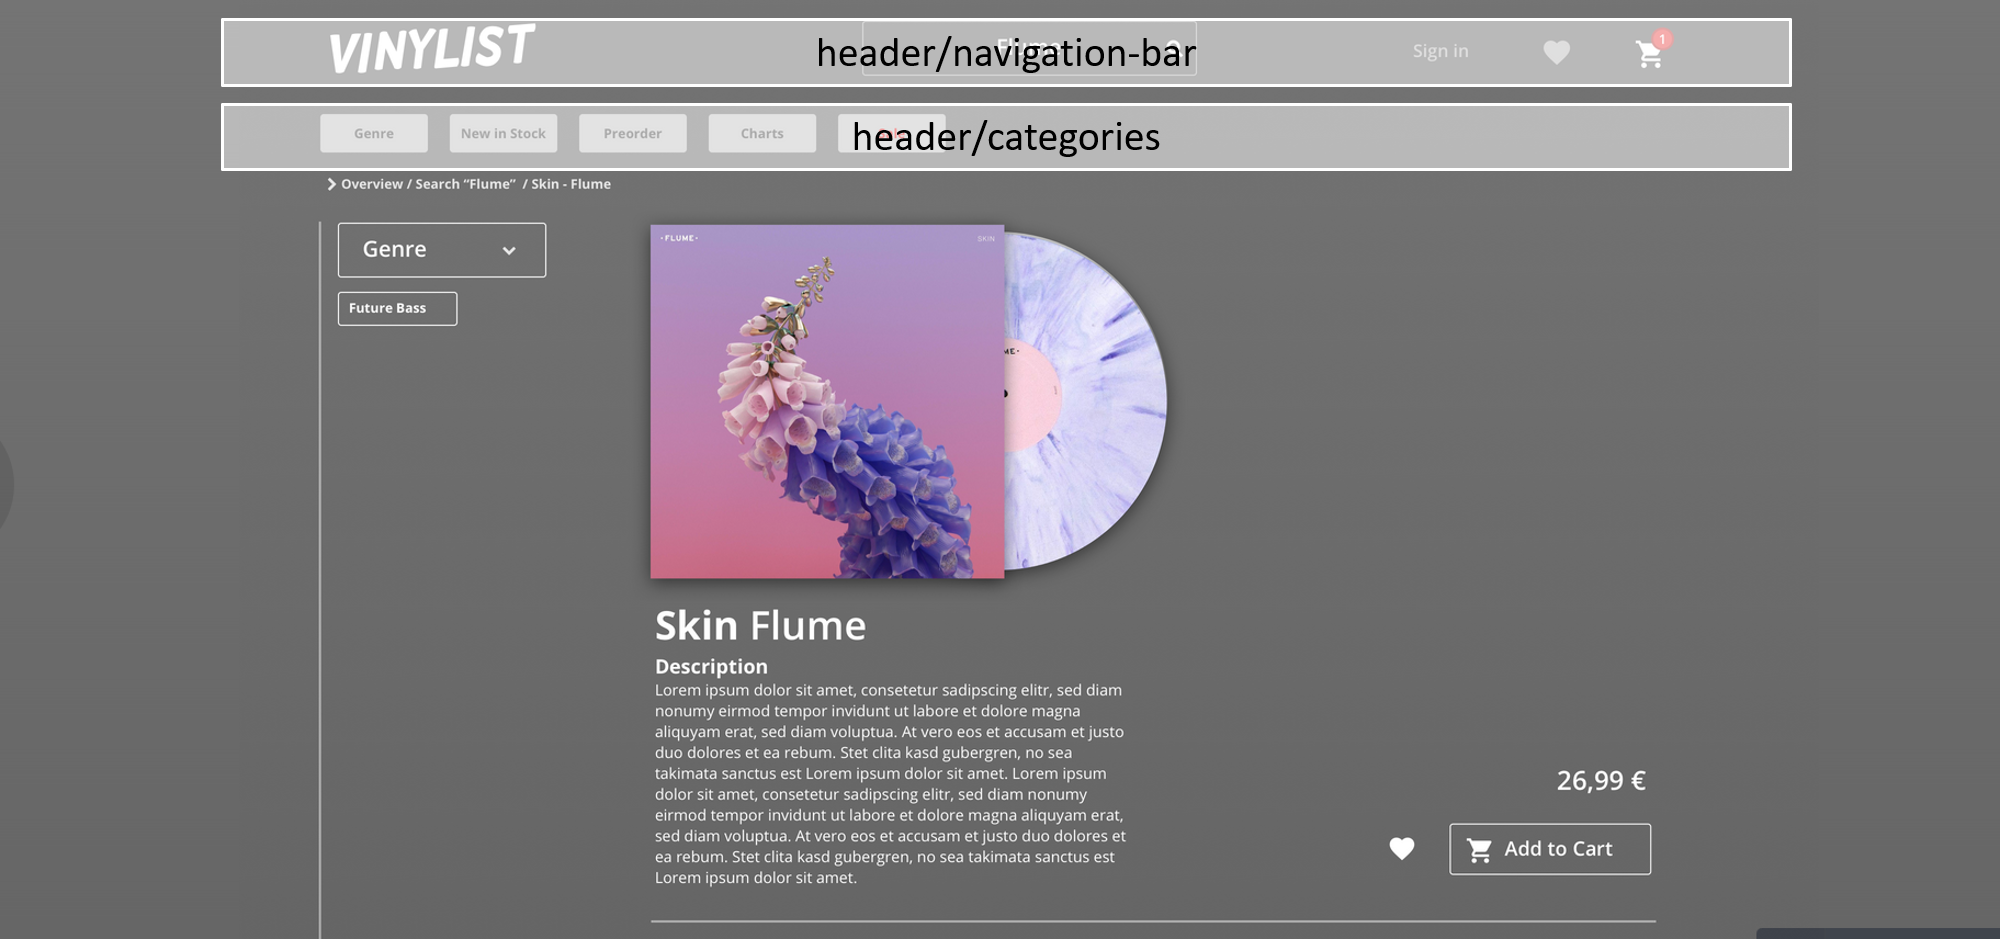 VINYLIST
header/navigation-bar
Sign in
1
Genre
New in Stock
Preorder
Charts
header/categories
Overview / Search “Flume” / Skin - Flume
Genre
Future Bass
·FLUME·
SKIN
ME·
Skin Flume
Description
Lorem ipsum dolor sit amet, consetetur sadipscing elitr, sed diam
nonumy eirmod tempor invidunt ut labore et dolore magna
aliquyam erat, sed diam voluptua. At vero eos et accusam et justo
duo dolores et ea rebum. Stet clita kasd gubergren, no sea
takimata sanctus est Lorem ipsum dolor sit amet. Lorem ipsum
dolor sit amet, consetetur sadipscing elitr, sed diam nonumy
eirmod tempor invidunt ut labore et dolore magna aliquyam erat,
sed diam voluptua. At vero eos et accusam et justo duo dolores et
ea rebum. Stet clita kasd gubergren, no sea takimata sanctus est
Lorem ipsum dolor sit amet.
26,99 €
Add to Cart